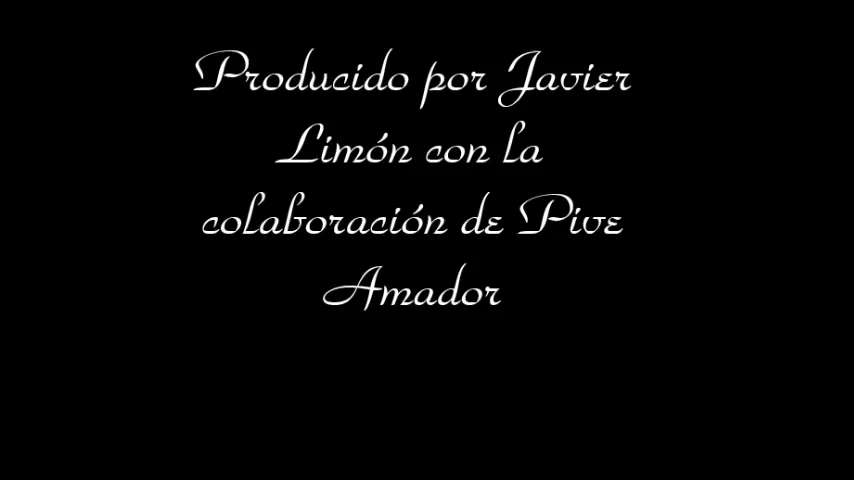 Producido por Javier
Limón con la
colaboración de Pive
Amador